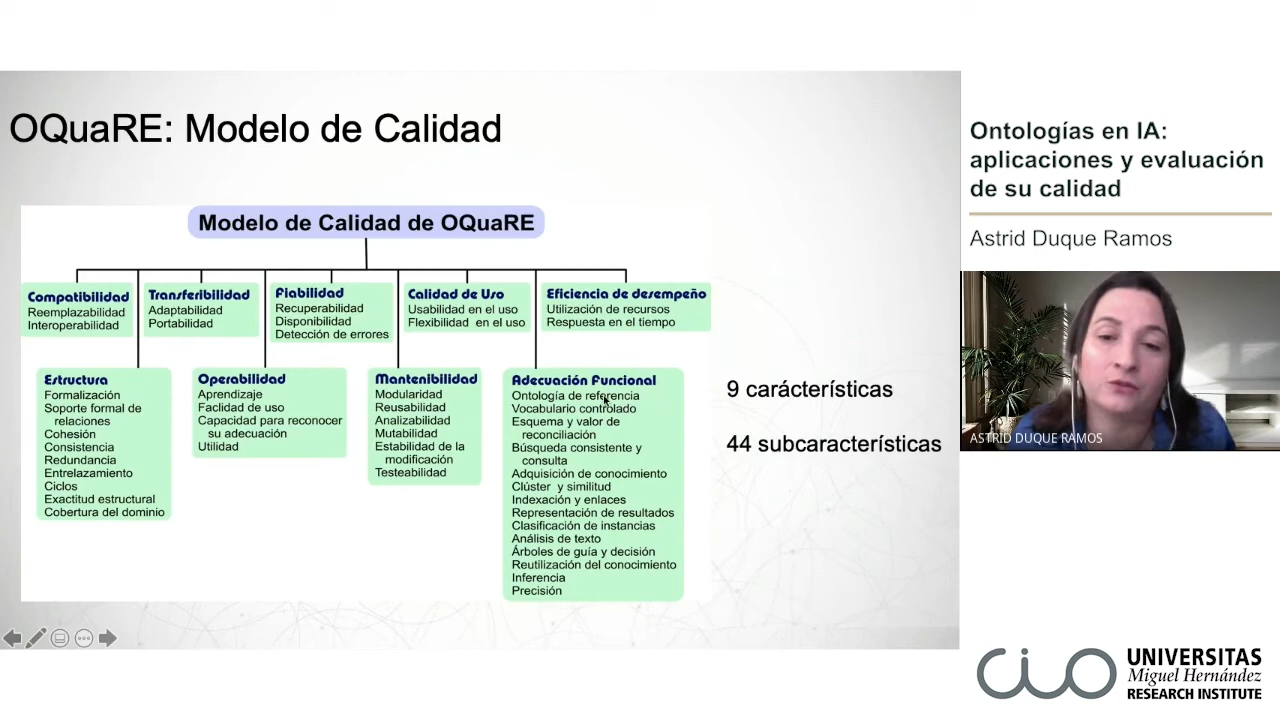 OQuaRE: Modelo de Calidad
Modelo de Calidad de OQuaRE
Compatibilidad
Reemplazabilidad
Interoperabilidad
Transferibilidad
Adaptabilidad
Portabilidad
Fiabilidad
Recuperabilidad
Disponibilidad
Detección de errores
Calidad de Uso
Usabilidad en el uso
Flexibilidad en el uso
Eficiencia de desempeño
Utilización de recursos
Respuesta en el tiempo
Estructura
Formalización
Soporte formal de
relaciones
Cohesión
Consistencia
Redundancia
Entrelazamiento
Ciclos
Exactitud estructural
Cobertura del dominio
Operabilidad
Aprendizaje
Faclidad de uso
Capacidad para reconocer
su adecuación
Utilidad
Mantenibilidad
Modularidad
Reusabilidad
Analizabilidad
Mutabilidad
Estabilidad de la
modificación
Testeabilidad
Adecuación Funcional
Ontología de referencia
Vocabulario controlado
Esquema y valor de
reconciliación
Búsqueda consistente y
consulta
Adquisición de conocimiento
Clúster y similitud
Indexación y enlaces
Representación de resultados
Clasificación de instancias
Análisis de texto
Árboles de guía y decisión
Reutilización del conocimiento
Inferencia
Precisión
9 carácterísticas
44 subcaracterísticas
Ontologías en IA:
aplicaciones y evaluación
de su calidad
Astrid Duque Ramos
ASTRID DUQUE RAMOS
CIO
UNIVERSITAS
Miguel Hernández
RESEARCH INSTITUTE